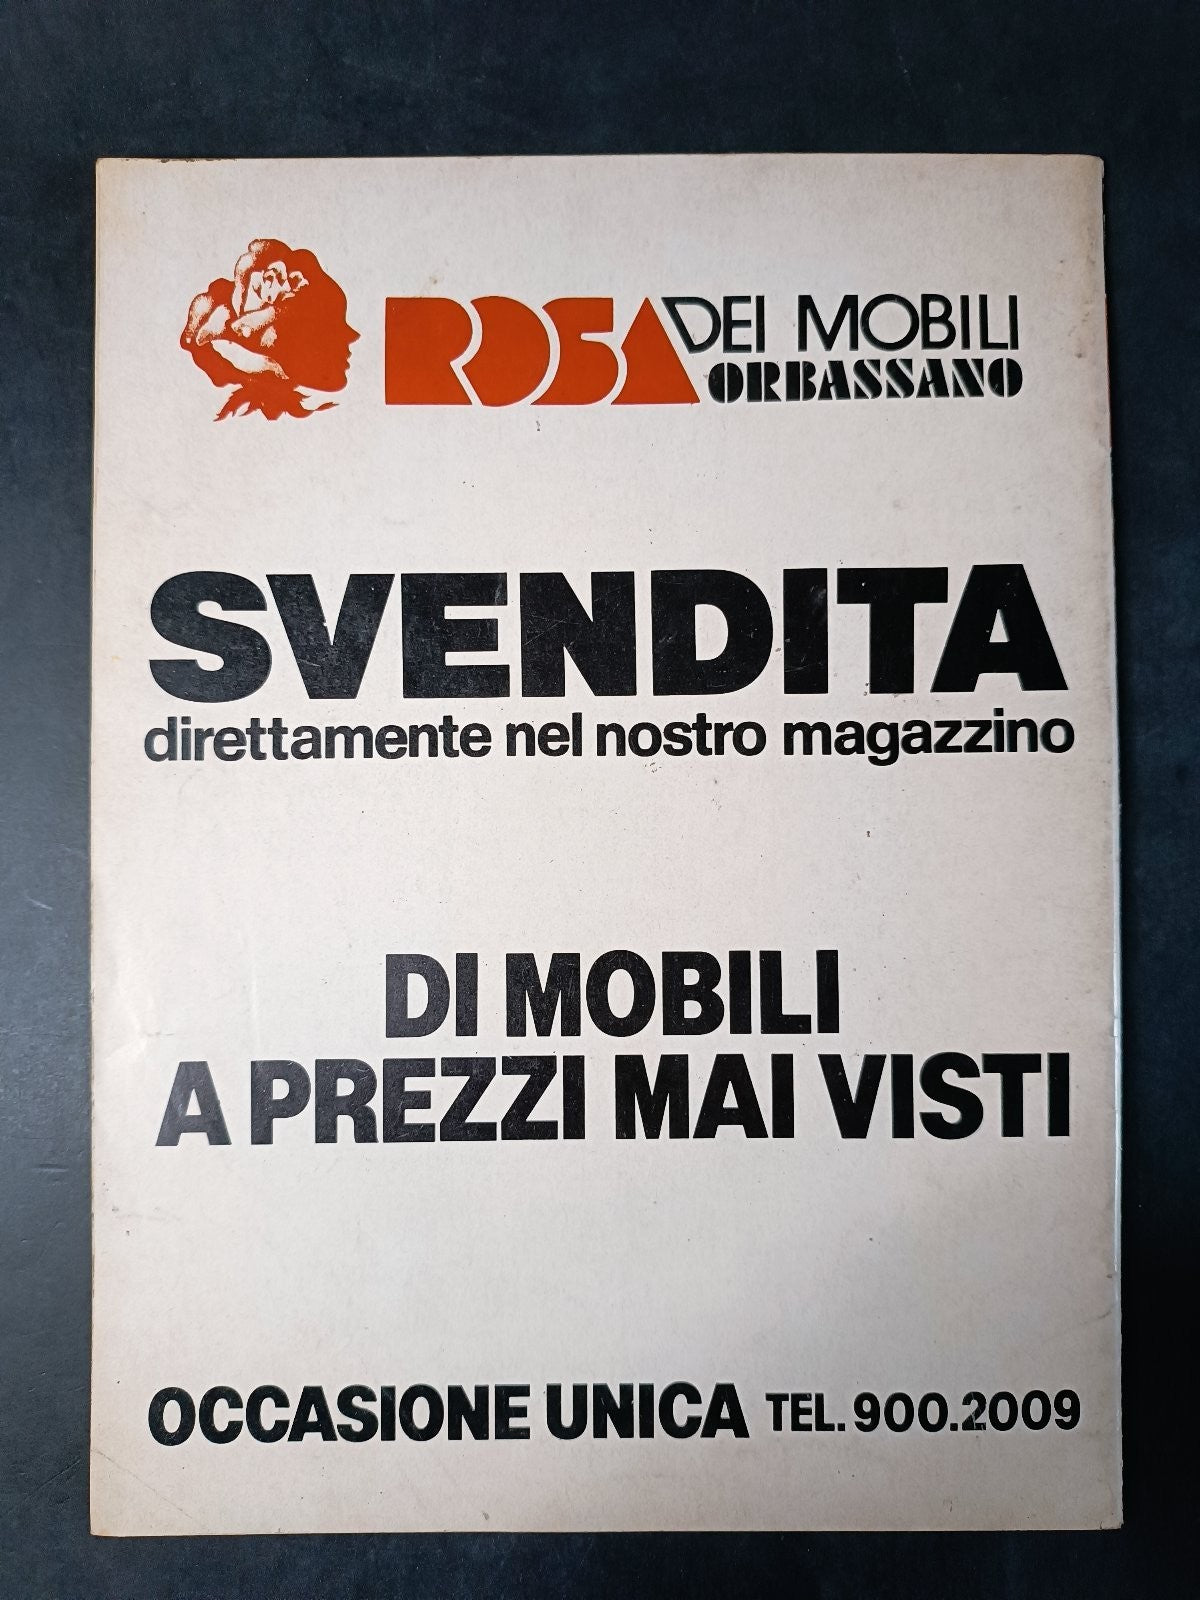 ROSA DEI MOBILI
ORBASSANO
SVENDITA
direttamente nel nostro magazzino
DI MOBILI
A PREZZI MAI VISTI
OCCASIONE UNICA TEL. 900.2009